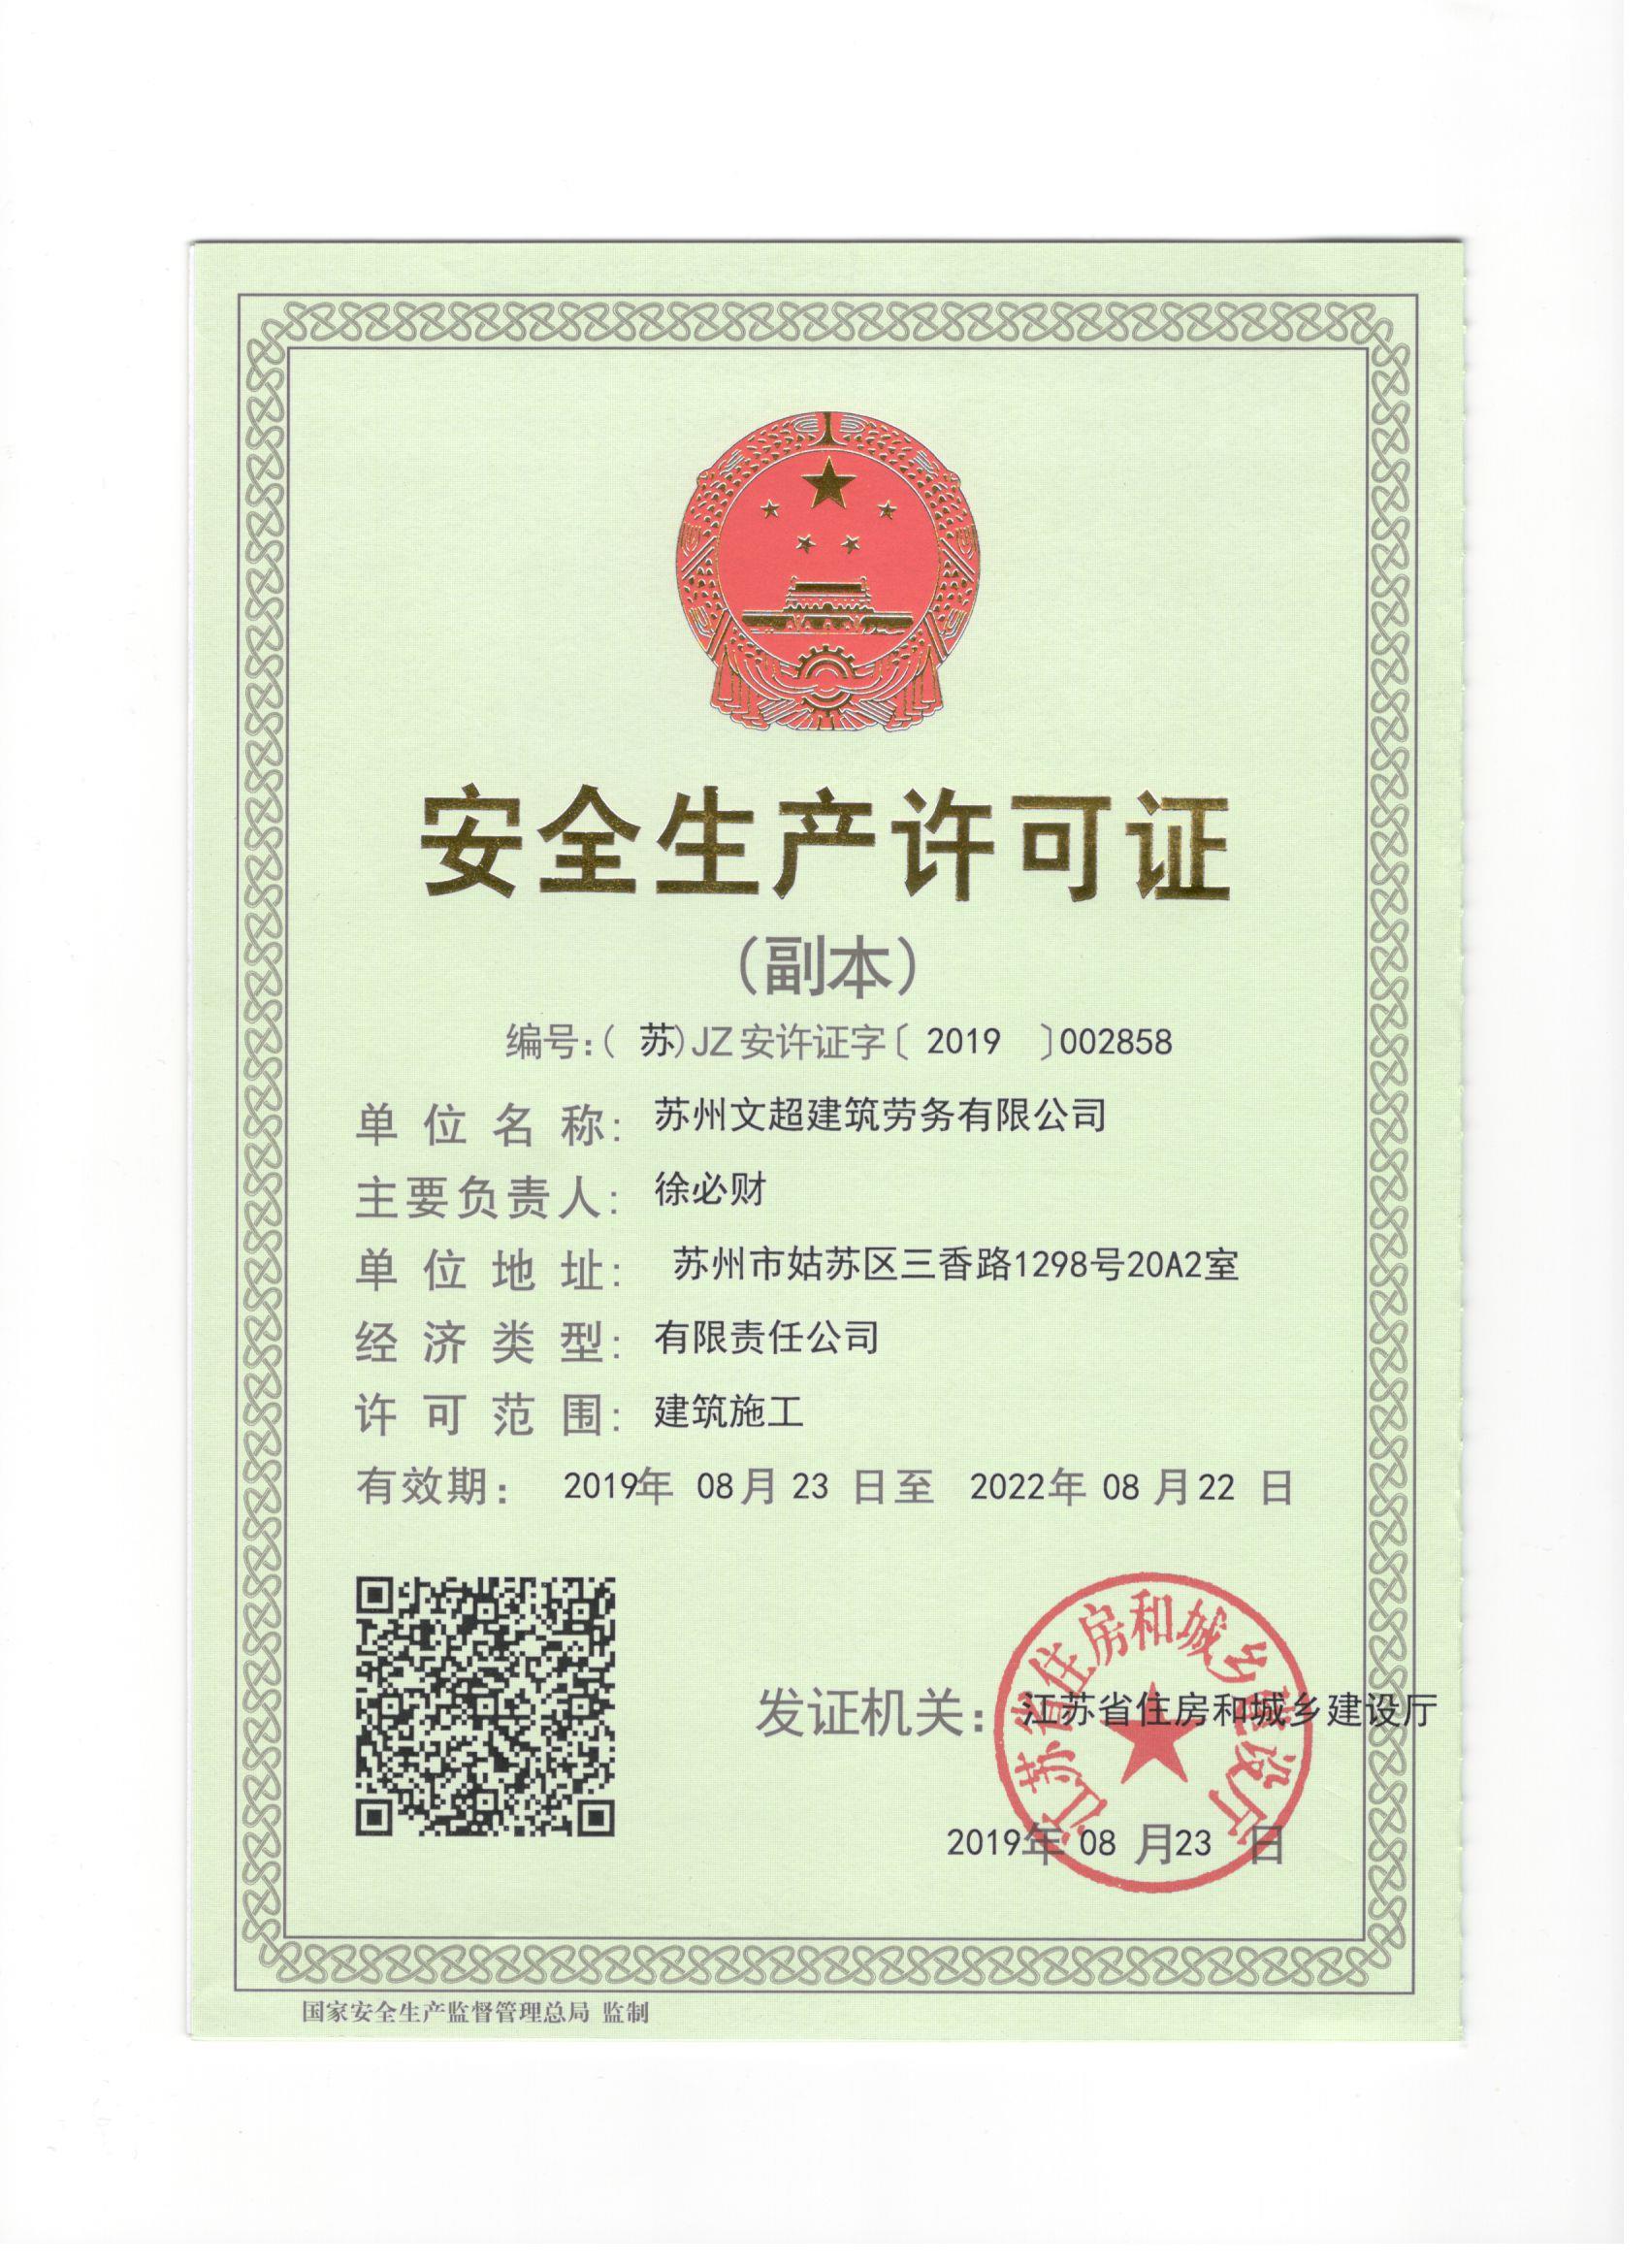 安全生产许可证
（副本）
编号：（ 苏）JZ安许证字〔 2019 〕002858
单位名称： 苏州文超建筑劳务有限公司
主要负责人： 徐必财
单位地址： 苏州市姑苏区三香路1298号20A2室
经济类型： 有限责任公司
许可范围： 建筑施工
有效期： 2019年 08月 23 日至 2022年 08 月22 日
江苏省住房和城乡建设厅
发证机关： 江苏省住房和城乡建设厅
2019年 08 月23 日
国家安全生产监督管理总局 监制